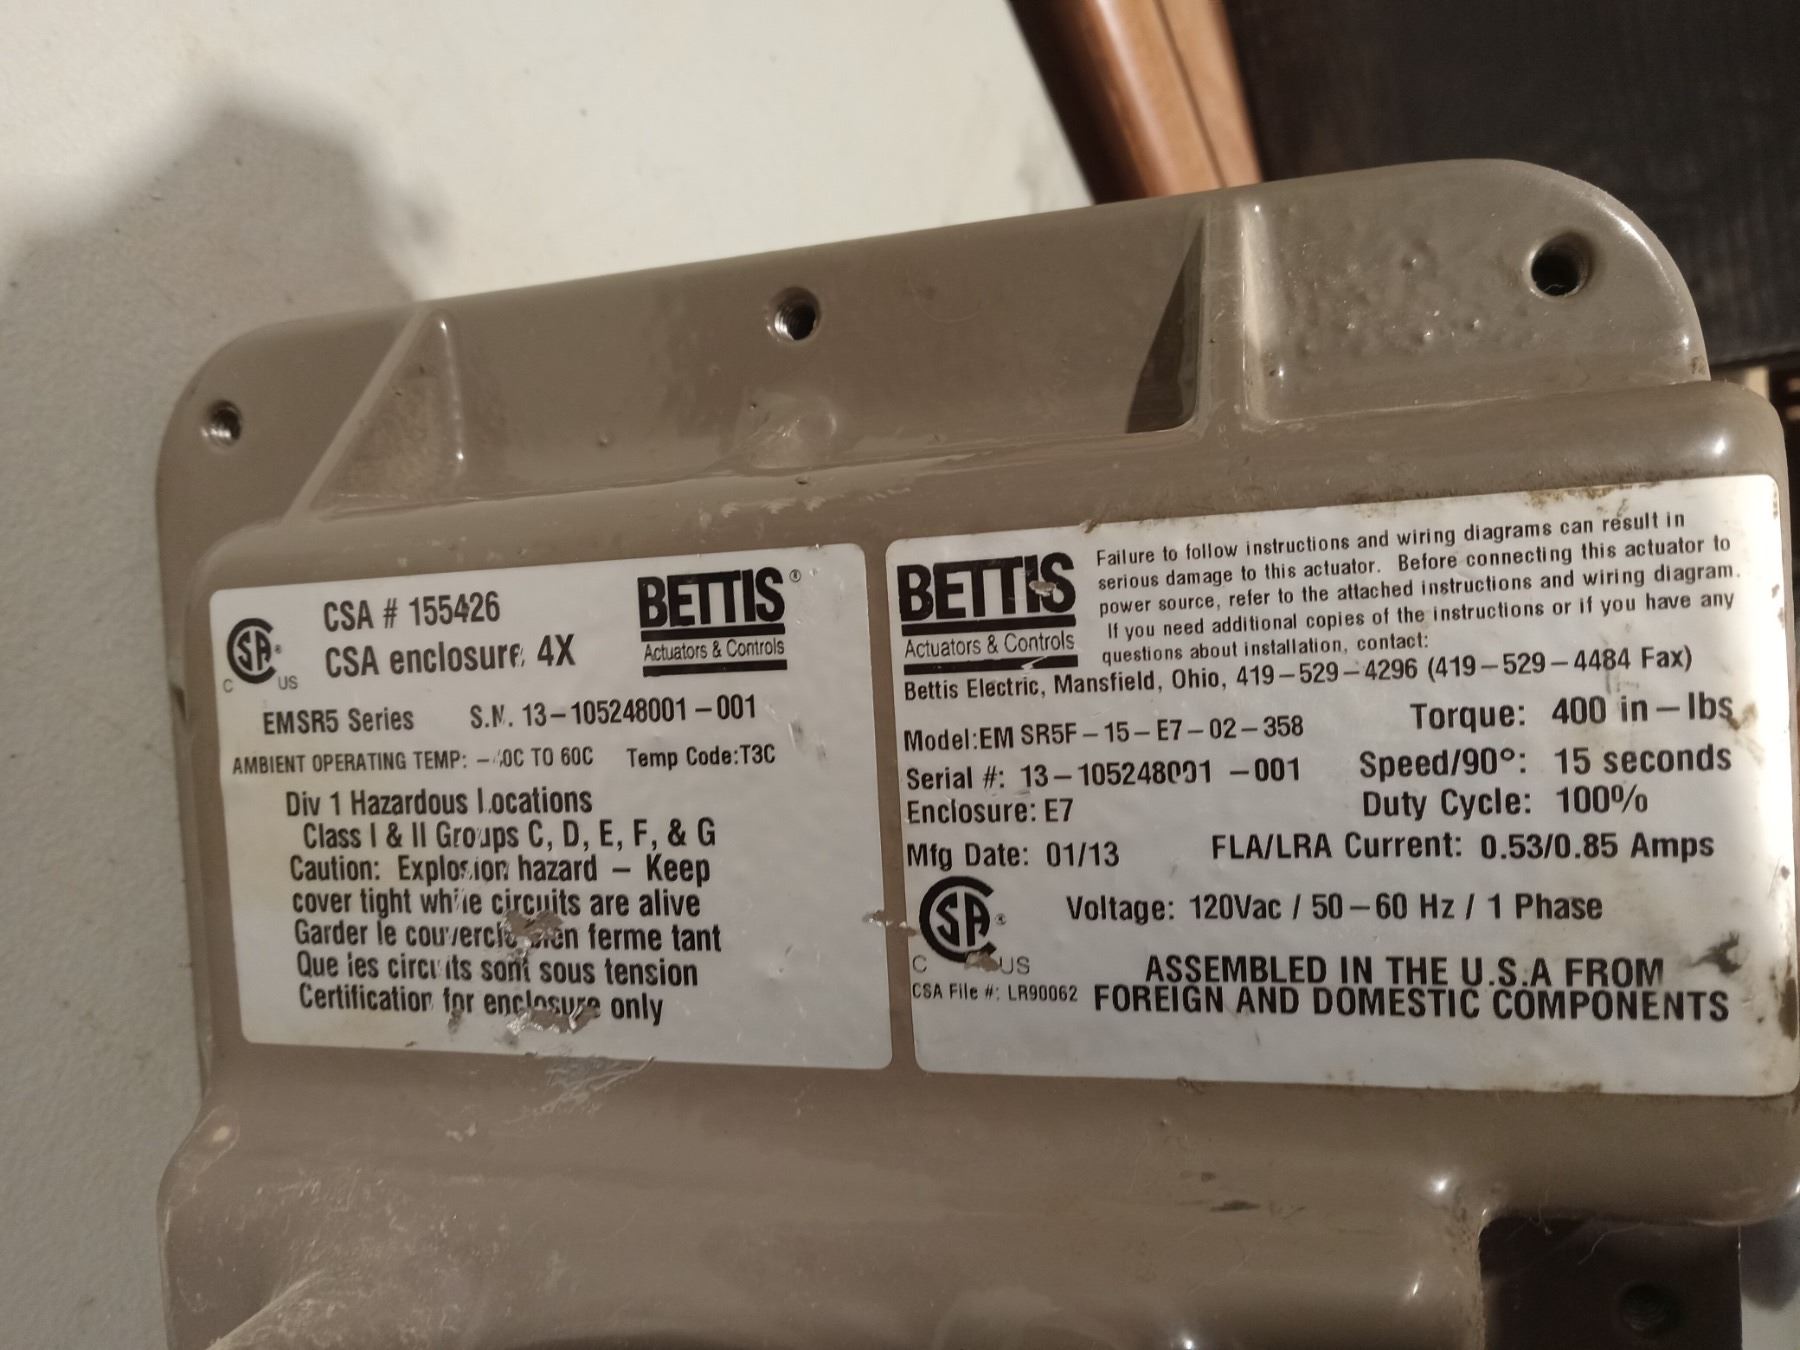 CSA # 155426
CSA enclosure 4X
C US
BETTIS®
Actuators & Controls
EMSR5 Series S.N. 13-105248001-001
AMBIENT OPERATING TEMP: TO 60C Temp Code:T3C
Div 1 Hazardous Locations
Class I & II Groups C, D, E, F, & G
Caution: Explosion hazard - Keep
cover tight while circuits are alive
Garder le couvercle bien ferme tant
Que les circuits sont sous tension
Certification for enclosure only
BETTIS
Actuators & Controls
Failure to follow instructions and wiring diagrams can result in
serious damage to this actuator. Before connecting this actuator to
power source, refer to the attached instructions and wiring diagram.
If you need additional copies of the instructions or if you have any
questions about installation, contact:
Bettis Electric, Mansfield, Ohio, 419-529-4296 (419-529-4484 Fax)
Model:EM SR5F-15-E7-02-358 Torque: 400 in-lbs
Serial #: 13-105248001-001 Speed/90°: 15 seconds
Enclosure: E7 Duty Cycle: 100%
Mfg Date: 01/13 FLA/LRA Current: 0.53/0.85 Amps
Voltage: 120Vac / 50-60 Hz / 1 Phase
SA®
C US
CSA File #: LR90062
ASSEMBLED IN THE U.S.A FROM
FOREIGN AND DOMESTIC COMPONENTS